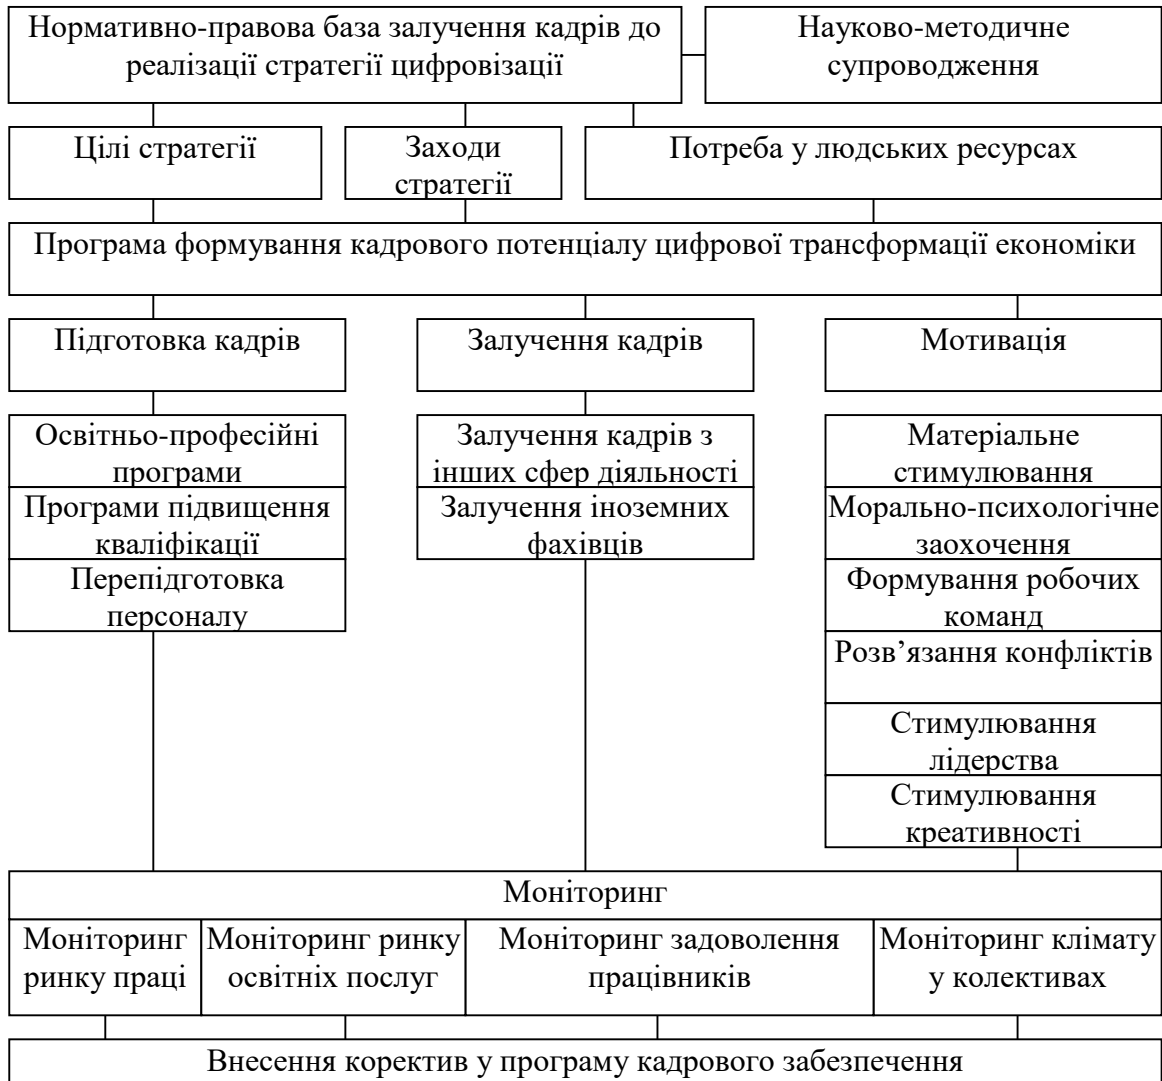 Нормативно-правова база залучення кадрів до
реалізації стратегії цифровізації
Науково-методичне
супроводження
Цілі стратегії
Заходи
стратегії
Потреба у людських ресурсах
Програма формування кадрового потенціалу цифрової трансформації економіки
Підготовка кадрів
Залучення кадрів
Мотивація
Освітньо-професійні
програми
Програми підвищення
кваліфікації
Перепідготовка
персоналу
Залучення кадрів з
інших сфер діяльності
Залучення іноземних
фахівців
Матеріальне
стимулювання
Морально-психологічне
заохочення
Формування робочих
команд
Розв’язання конфліктів
Стимулювання
лідерства
Стимулювання
креативності
Моніторинг
Моніторинг
ринку праці
Моніторинг ринку
освітніх послуг
Моніторинг задоволення
працівників
Моніторинг клімату
у колективах
Внесення коректив у програму кадрового забезпечення